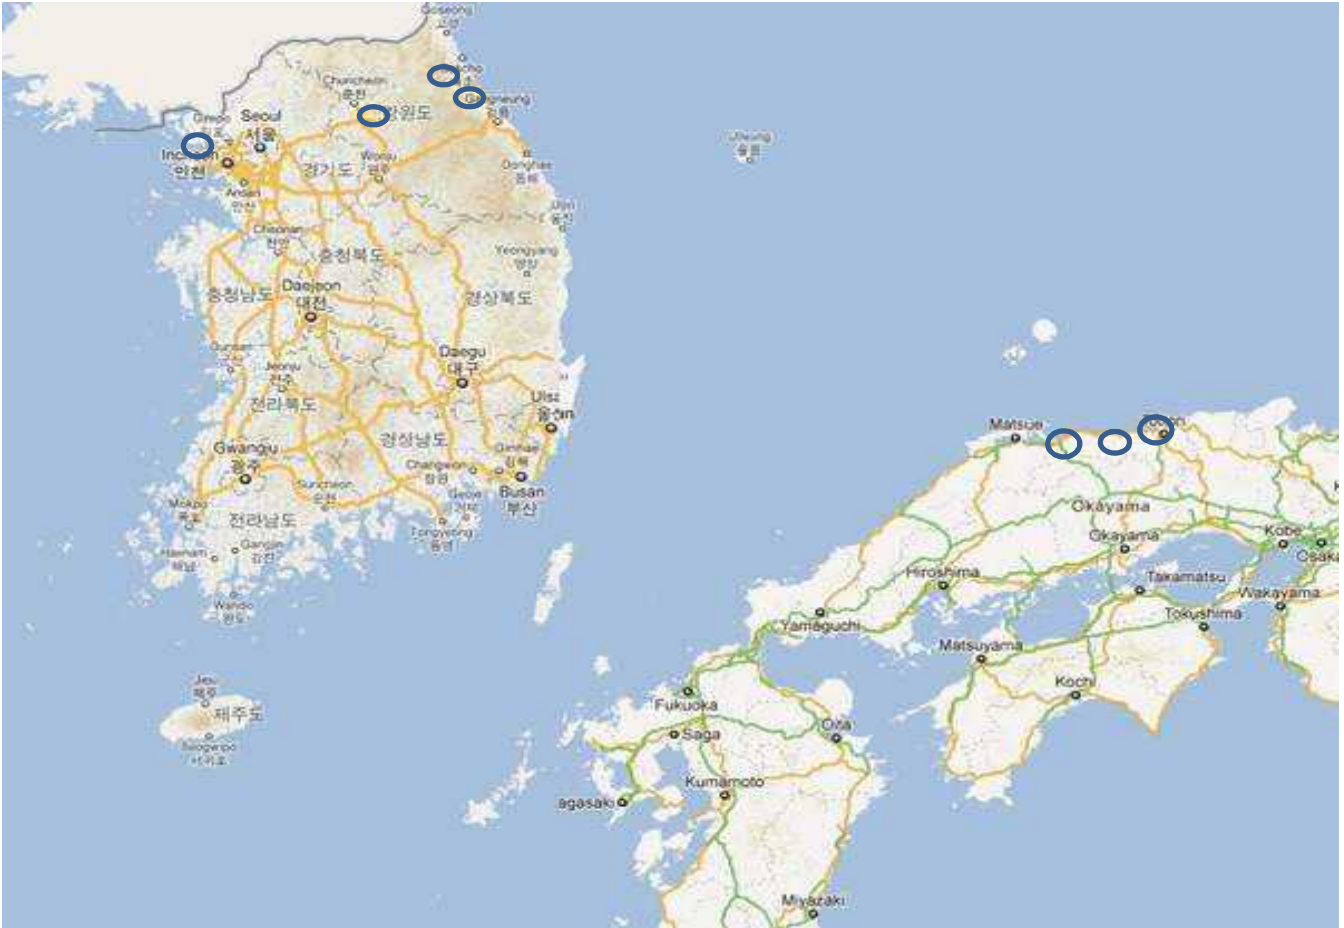 Goseong
고성
Chuncheon
춘천
Gangneung
강원도
Seoul
서울
Incheon
인천
Wonju
원주
경기도
Ansan
안산
Donghae
동해
Uljin
울진
Ulleung
울릉
Cheonan
천안
충청북도
Yeongyang
영양
Daejeon
대전
충청남도
경상북도
Gunsan
Jeonju
전주
Daegu
대구
전라북도
Ulsan
울산
경상남도
Gwangju
광주
Gimhae
김해
Changwon
창원
Suncheon
순천
Busan
부산
Geoje
거제
Mokpo
목포
전라남도
Tongyeong
통영
Haenam
해남
Gangjin
강진
Wando
완도
Jeju
제주
제주도
Seogwipo
서귀포
Matsue
Okayama
Okayama
Kobe
Osaka
Hiroshima
Takamatsu
Wakayama
Tokushima
Yamaguchi
Matsuyama
Kochi
Fukuoka
Saga
Oita
Kumamoto
agasaki
Miyazaki